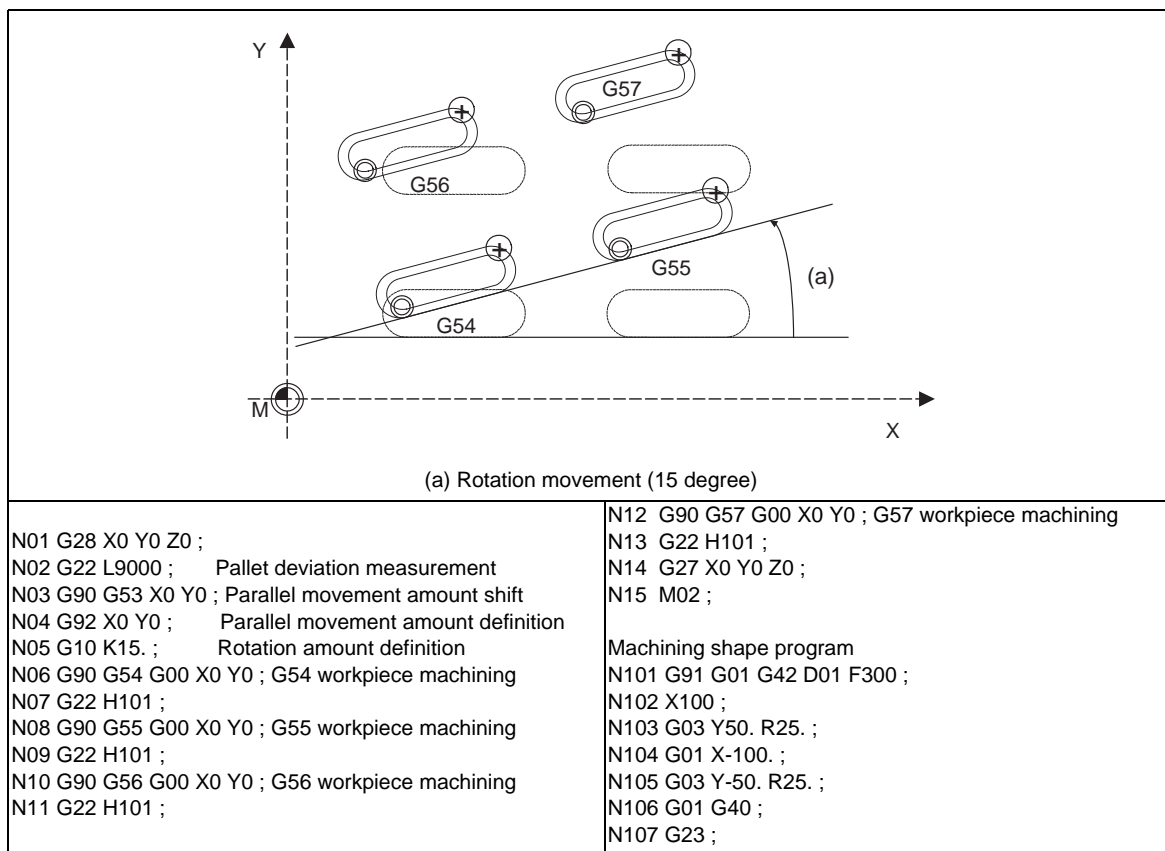 Y
G57
G56
G55
(a)
G54
M
X
(a) Rotation movement (15 degree)
N01 G28 X0 Y0 Z0 ;
N02 G22 L9000 ; Pallet deviation measurement
N03 G90 G53 X0 Y0 ; Parallel movement amount shift
N04 G92 X0 Y0 ; Parallel movement amount definition
N05 G10 K15. ; Rotation amount definition
N06 G90 G54 G00 X0 Y0 ; G54 workpiece machining
N07 G22 H101 ;
N08 G90 G55 G00 X0 Y0 ; G55 workpiece machining
N09 G22 H101 ;
N10 G90 G56 G00 X0 Y0 ; G56 workpiece machining
N11 G22 H101 ;
N12 G90 G57 G00 X0 Y0 ; G57 workpiece machining
N13 G22 H101 ;
N14 G27 X0 Y0 Z0 ;
N15 M02 ;
Machining shape program
N101 G91 G01 G42 D01 F300 ;
N102 X100 ;
N103 G03 Y50. R25. ;
N104 G01 X-100. ;
N105 G03 Y-50. R25. ;
N106 G01 G40 ;
N107 G23 ;